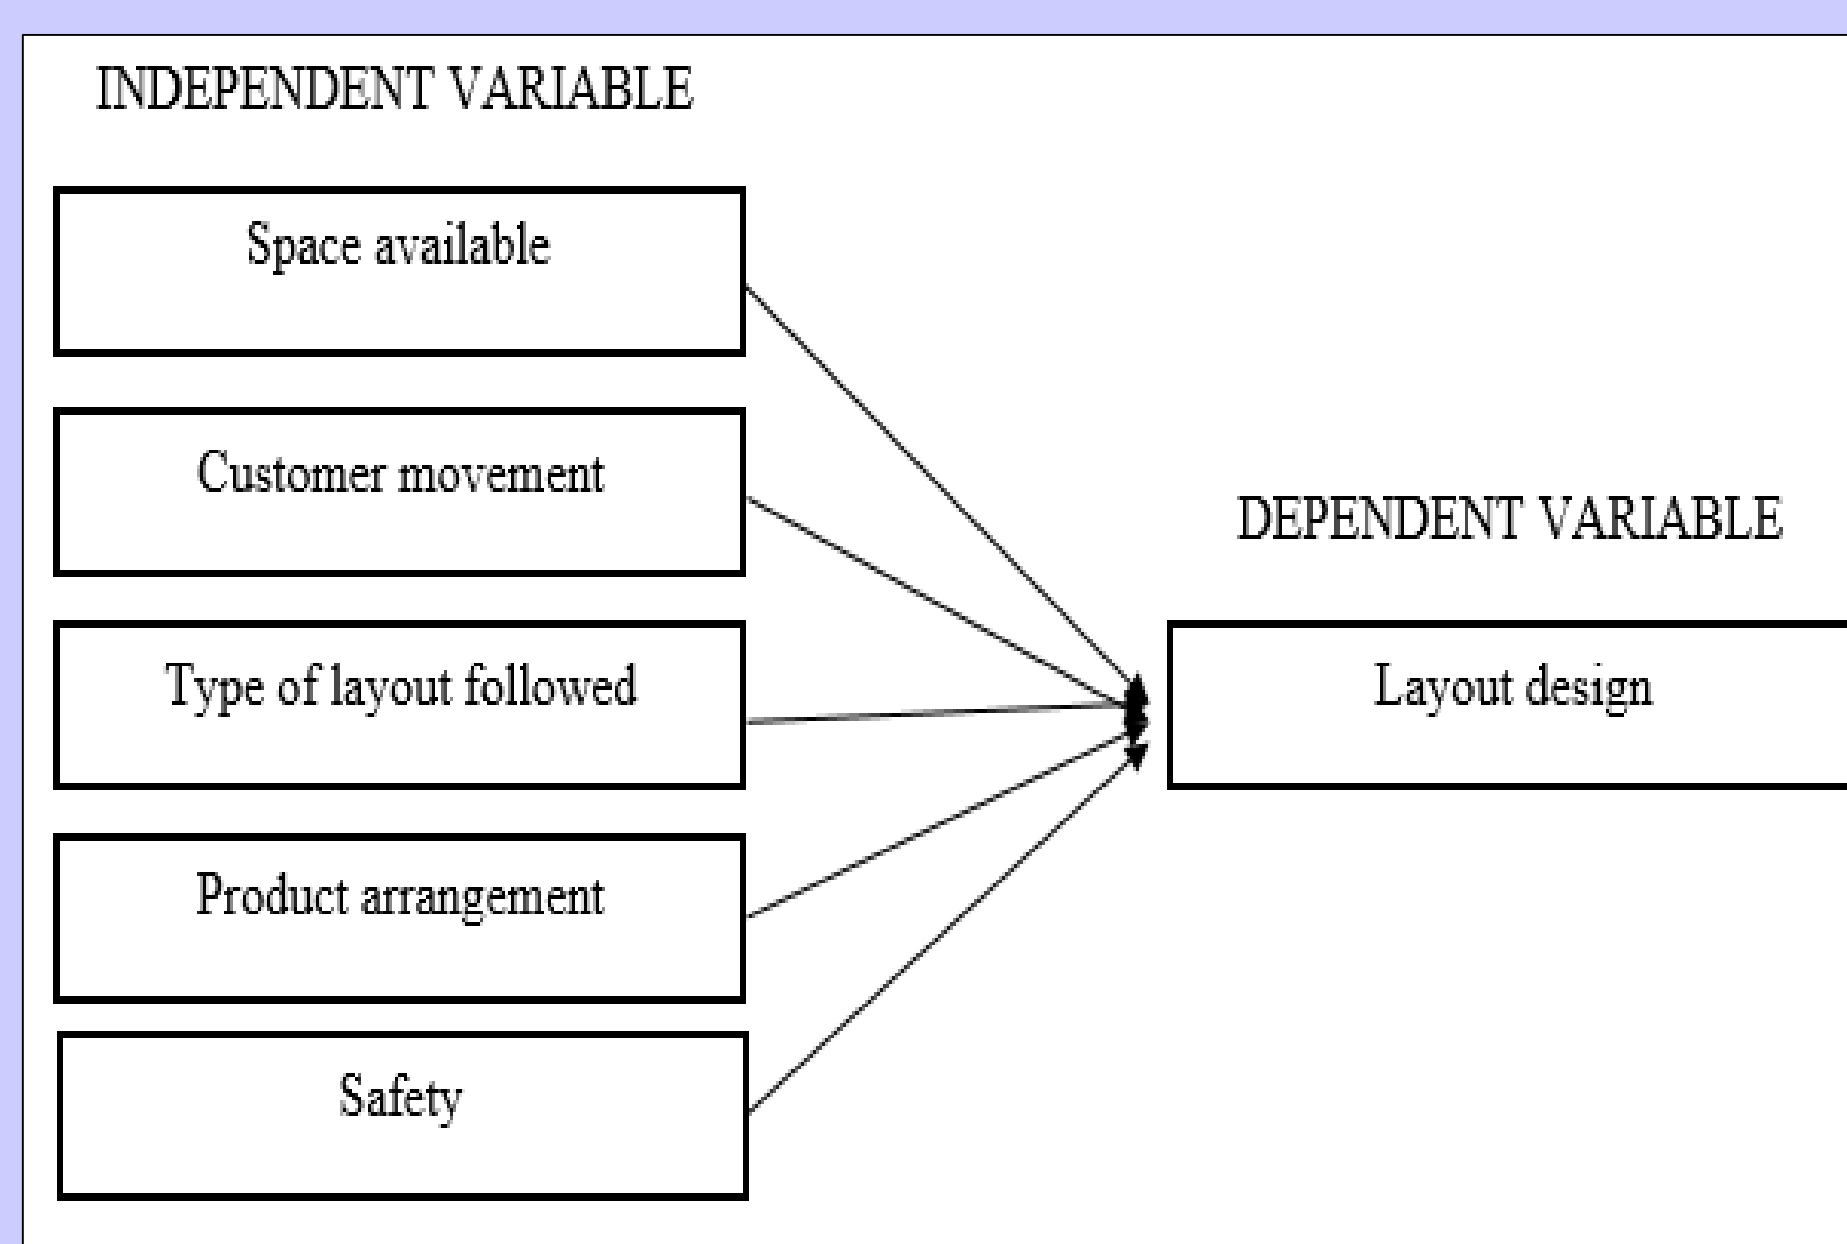 INDEPENDENT VARIABLE
Space available
Customer movement
DEPENDENT VARIABLE
Type of layout followed
Layout design
Product arrangement
Safety